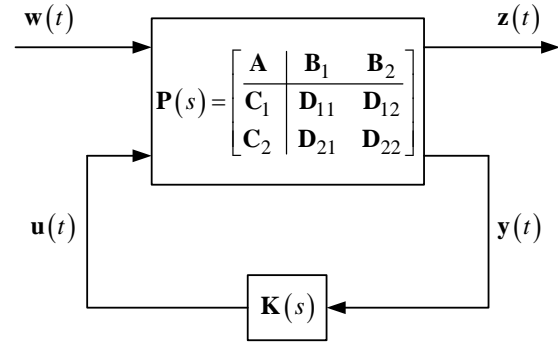 w(t) z(t)
P(s) = [ A | B₁ B₂
C₁ | D₁₁ D₁₂
C₂ | D₂₁ D₂₂ ]
u(t) y(t)
K(s)